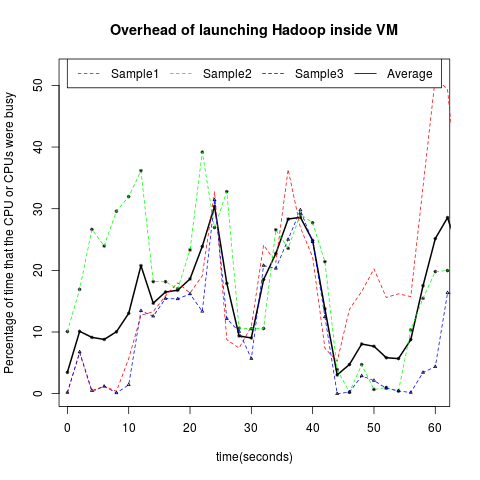 Overhead of launching Hadoop inside VM
Percentage of time that the CPU or CPUs were busy
Sample1 Sample2 Sample3 Average
50
40
30
20
10
0
0 10 20 30 40 50 60
time(seconds)